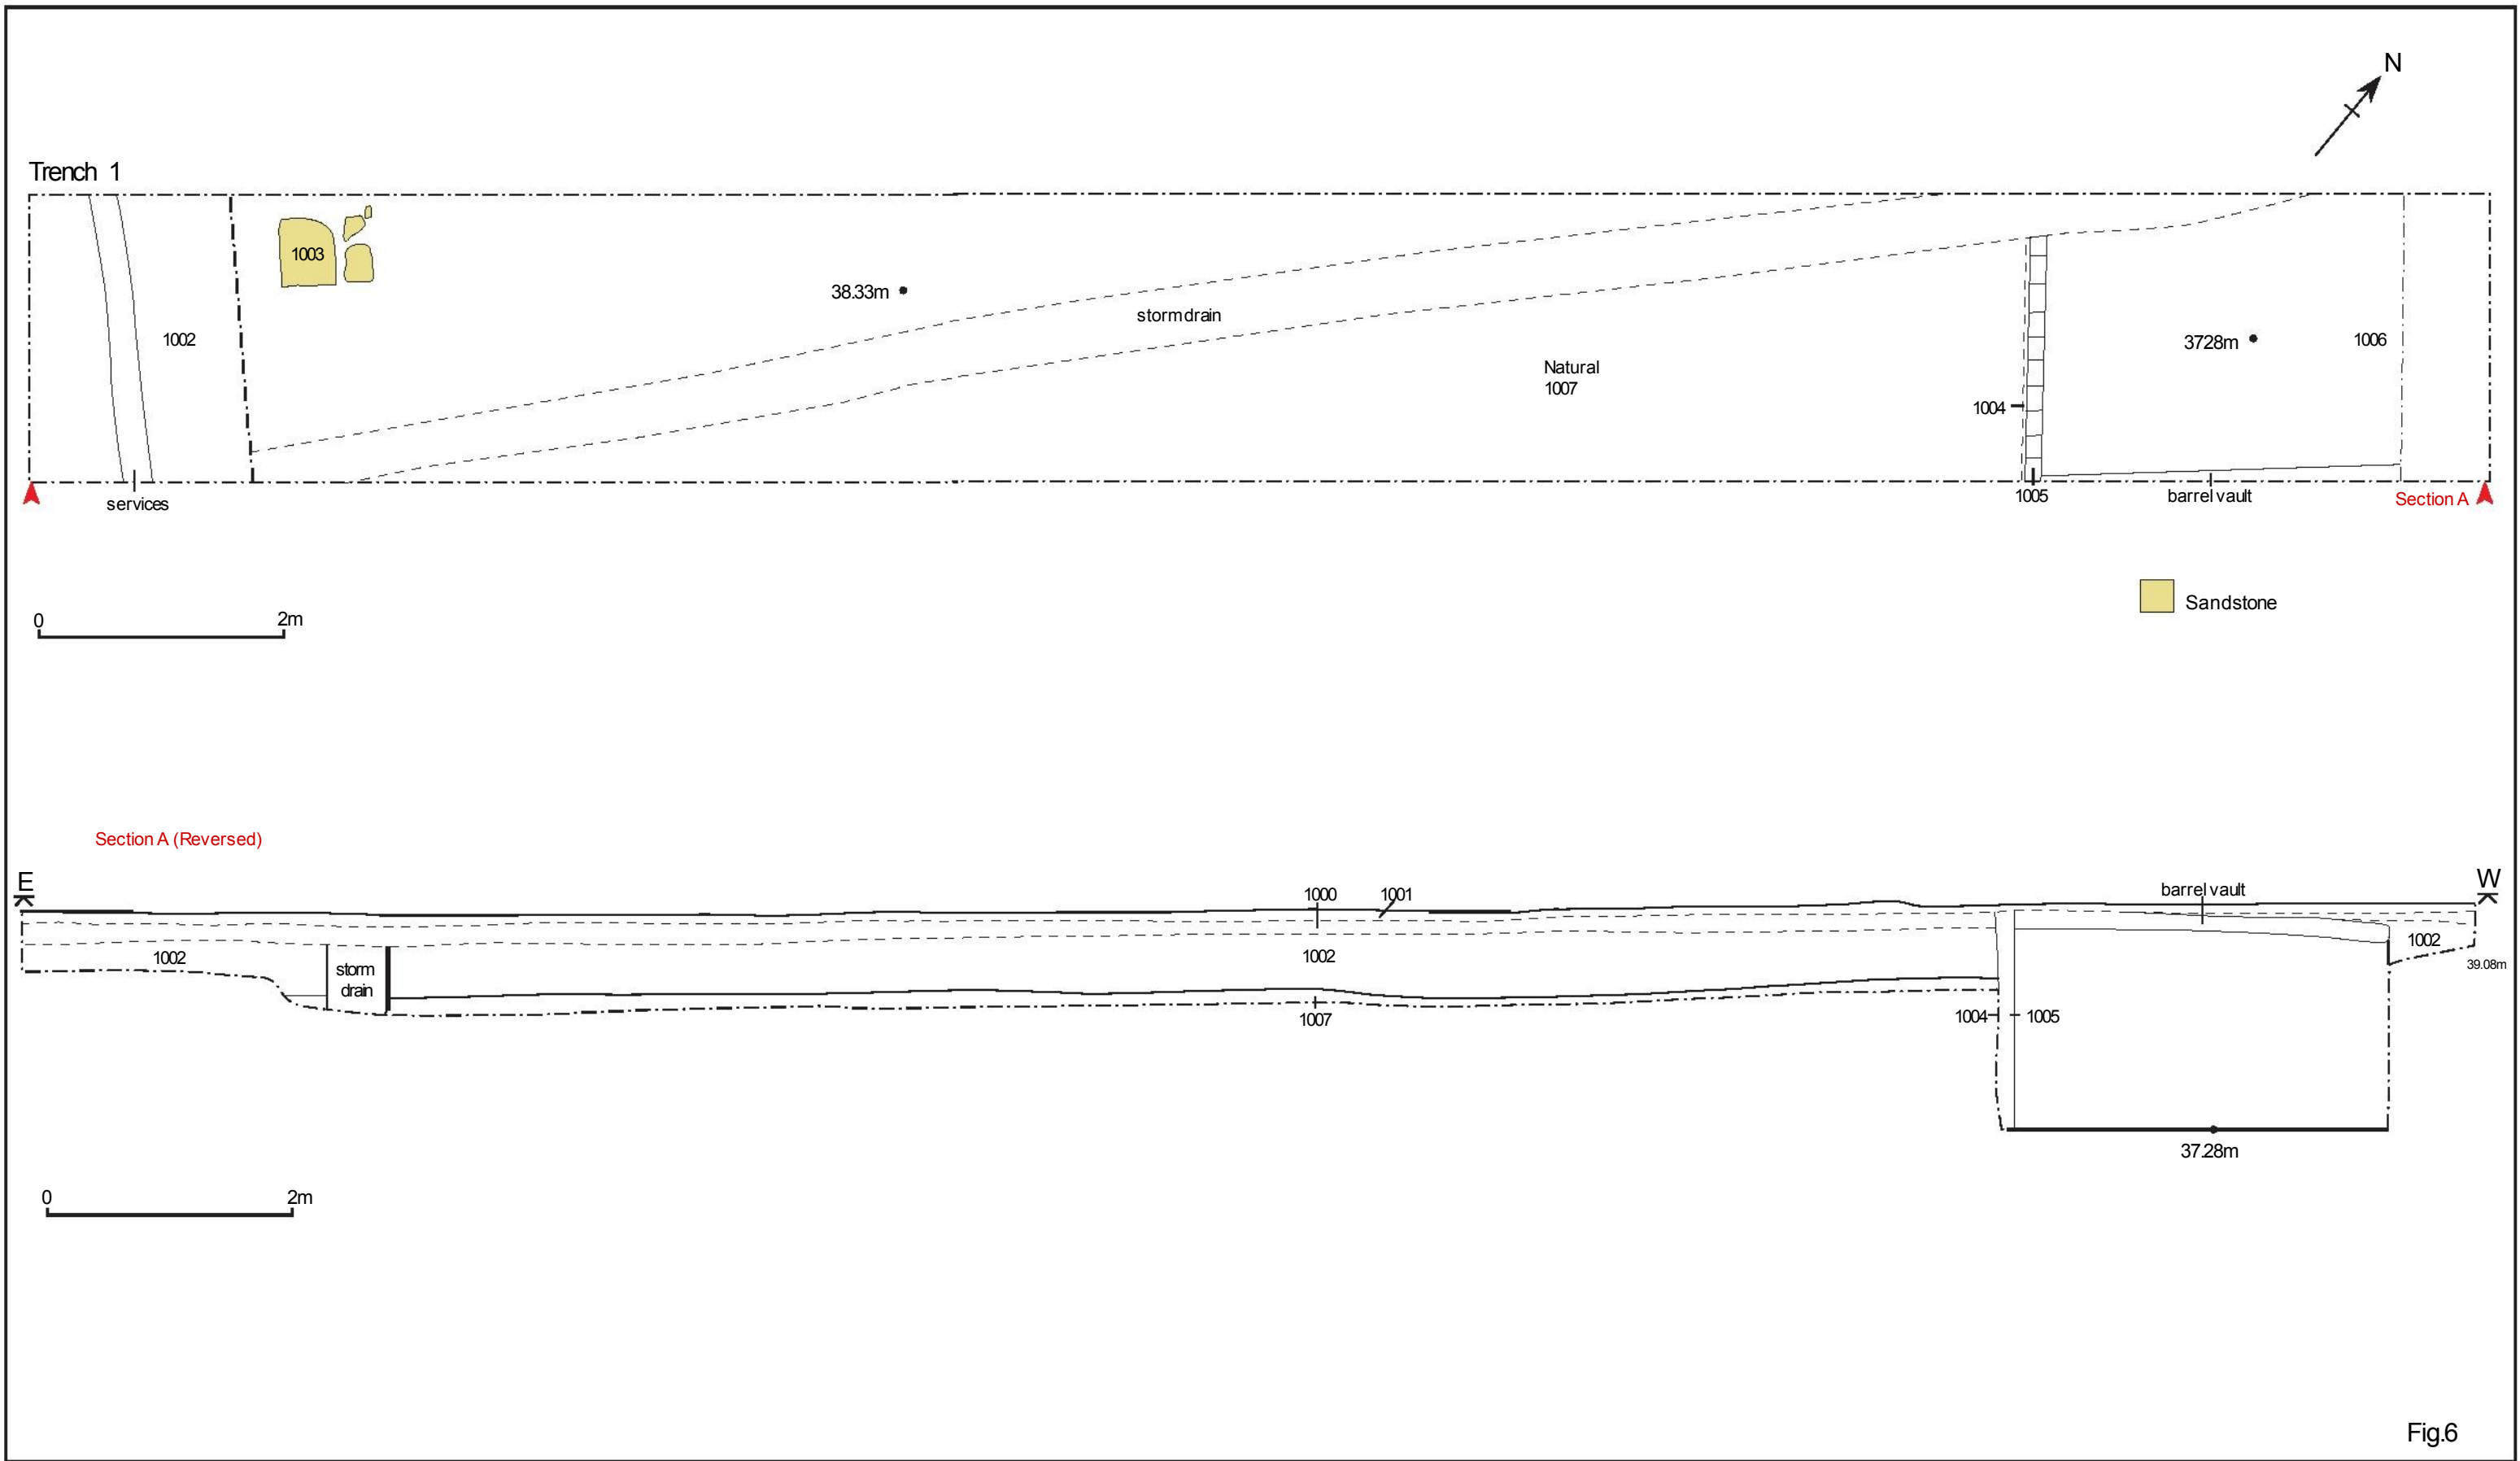 N
Trench 1
1003
38.33m
storm drain
1002
3728m
1006
Natural
1007
1004
services
1005
barrel vault
Section A
0
2m
Sandstone
Section A (Reversed)
E
1000
1001
barrel vault
W
1002
1002
1002
storm
drain
39.08m
1007
1004
1005
37.28m
0
2m
Fig.6